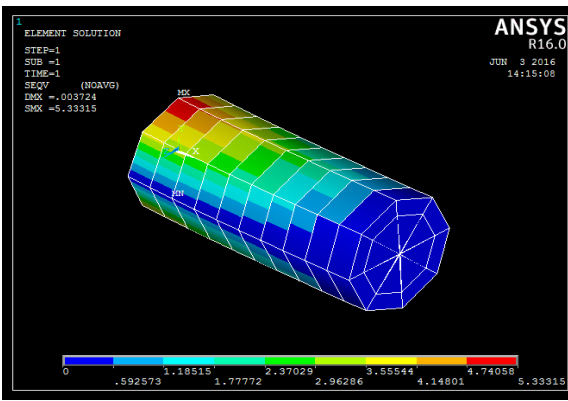 1
ELEMENT SOLUTION
STEP=1
SUB =1
TIME=1
SEQV (NOAVG)
DMX =.003724
SMX =5.33315
ANSYS
R16.0
JUN 3 2016
14:15:08
MX
X
MN
0 1.18515 2.37029 3.55544 4.74058
.592573 1.77772 2.96286 4.14801 5.33315